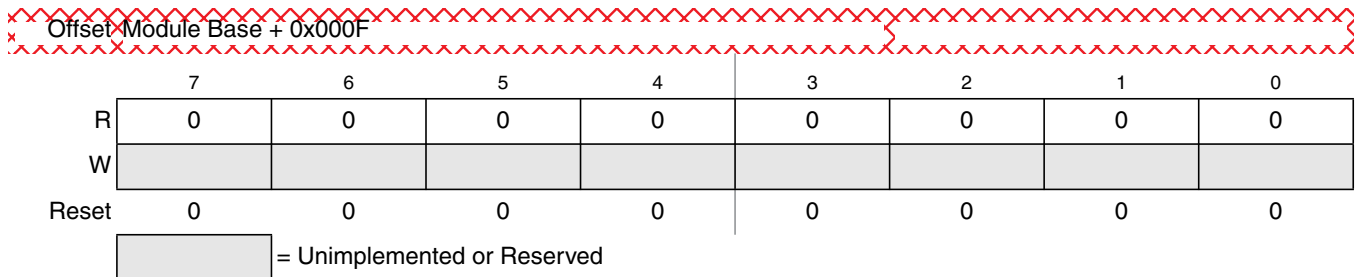 Offset Module Base + 0x000F
7 6 5 4 3 2 1 0
R 0 0 0 0 0 0 0 0
W
Reset 0 0 0 0 0 0 0 0
= Unimplemented or Reserved